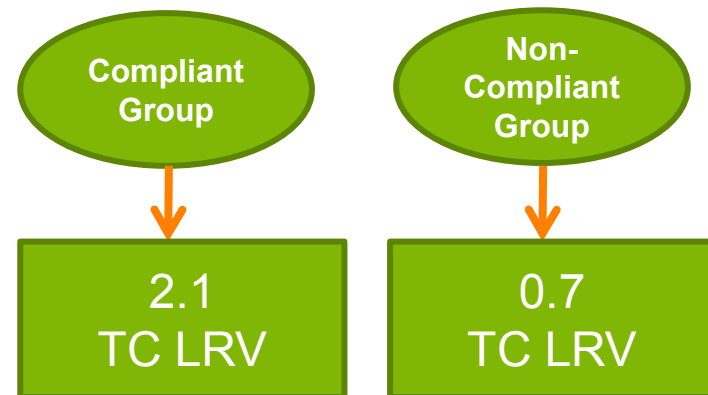 Compliant
Group
Non-
Compliant
Group
2.1
TC LRV
0.7
TC LRV